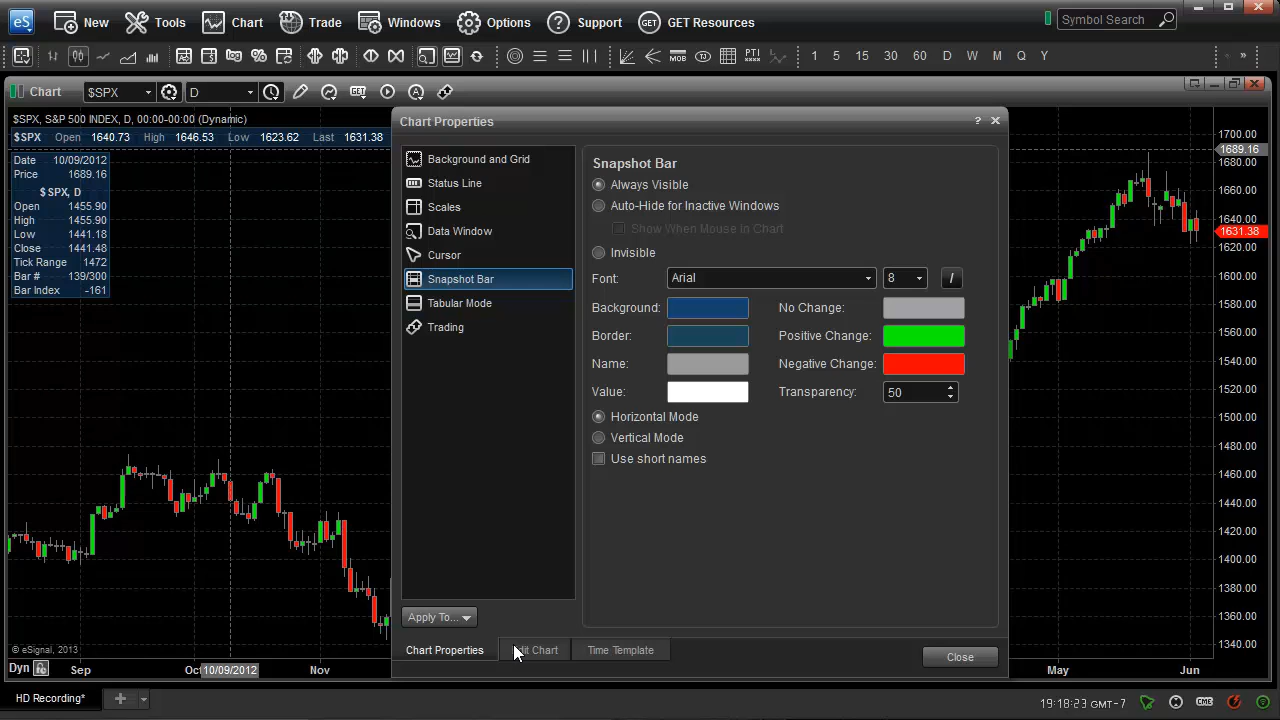 eS New Tools Chart Trade Windows Options ? Support GET GET Resources Symbol Search
MOB PTI 1 5 15 30 60 D W M Q Y »
Chart $SPX D GET A
$SPX, S&P 500 INDEX, D, 00:00-00:00 (Dynamic)
$SPX Open 1640.73 High 1646.53 Low 1623.62 Last 1631.38
Date 10/09/2012
Price 1689.16
$SPX, D
Open 1455.90
High 1455.90
Low 1441.18
Close 1441.48
Tick Range 1472
Bar # 139/300
Bar Index -161
Chart Properties ?
Background and Grid
Status Line
Scales
Data Window
Cursor
Snapshot Bar
Tabular Mode
Trading
Apply To...
Snapshot Bar
Always Visible
Auto-Hide for Inactive Windows
Show When Mouse In Chart
Invisible
Font: Arial 8 I
Background: No Change:
Border: Positive Change:
Name: Negative Change:
Value: Transparency: 50
Horizontal Mode
Vertical Mode
Use short names
Chart Properties Edit Chart Time Template Close
1700.00
1689.16
1680.00
1660.00
1640.00
1631.38
1620.00
1600.00
1580.00
1560.00
1540.00
1520.00
1500.00
1480.00
1460.00
1440.00
1420.00
1400.00
1380.00
1360.00
1340.00
© eSignal, 2013
Dyn Sep Oct 10/09/2012 Nov May Jun
HD Recording* + 19:18:23 GMT-7 CME